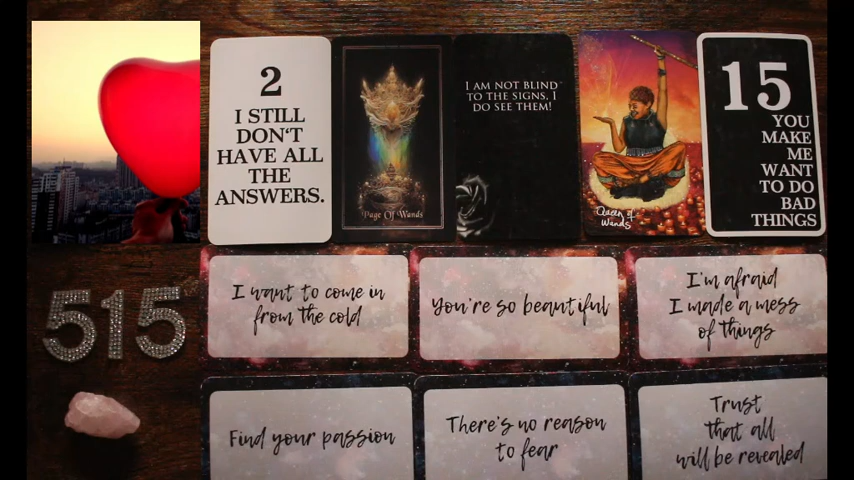 2
I STILL
DON'T
HAVE ALL
THE
ANSWERS.
Page Of Wands
I AM NOT BLIND
TO THE SIGNS, I
DO SEE THEM!
Queen of
Wands
15
YOU
MAKE
ME
WANT
TO DO
BAD
THINGS
515
I want to come in
from the cold
You're so beautiful
I'm afraid
I made a mess
of things
Find your passion
There's no reason
to fear
Trust
that all
will be revealed